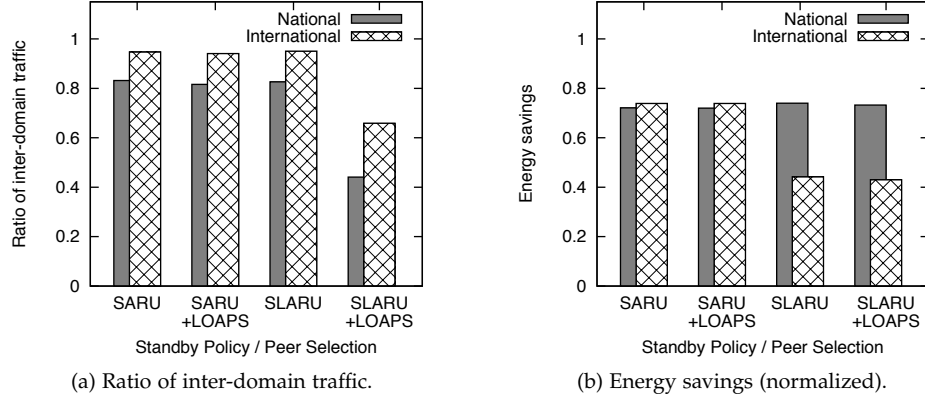 National
International
1
0.8
0.6
0.4
0.2
0
Ratio of inter-domain traffic
SARU
SARU
+LOAPS
SLARU
SLARU
+LOAPS
Standby Policy / Peer Selection
(a) Ratio of inter-domain traffic.
National
International
1
0.8
0.6
0.4
0.2
0
Energy savings
SARU
SARU
+LOAPS
SLARU
SLARU
+LOAPS
Standby Policy / Peer Selection
(b) Energy savings (normalized).